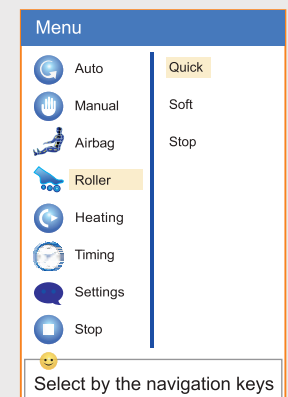 Menu
Auto
Manual
Airbag
Roller
Heating
Timing
Settings
Stop
Quick
Soft
Stop
Select by the navigation keys